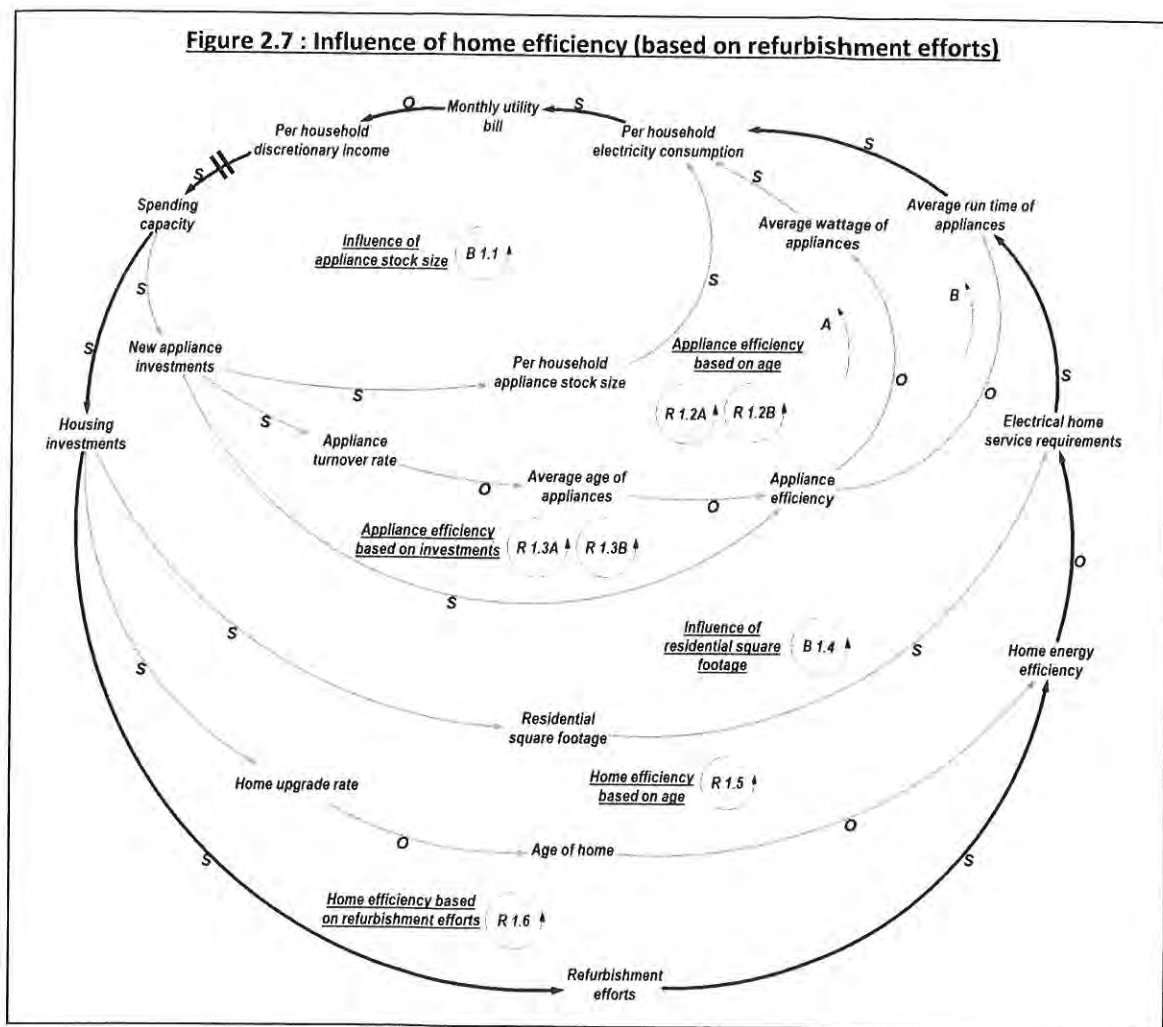 Figure 2.7 : Influence of home efficiency (based on refurbishment efforts)
O
Monthly utility
bill
S
Per household
discretionary income
Per household
electricity consumption
S
S
S
Spending
capacity
Average wattage of
appliances
Average run time of
appliances
Influence of
appliance stock size
B 1.1
S
S
B
A
S
New appliance
investments
Per household
appliance stock size
Appliance efficiency
based on age
S
O
S
R 1.2A
R 1.2B
O
Housing
investments
S
Appliance
turnover rate
Electrical home
service requirements
O
Average age of
appliances
O
Appliance
efficiency
Appliance efficiency
based on investments
R 1.3A
R 1.3B
O
S
S
Influence of
residential square
footage
B 1.4
S
Home energy
efficiency
S
Residential
square footage
Home upgrade rate
Home efficiency
based on age
R 1.5
O
Age of home
O
S
S
Home efficiency based
on refurbishment efforts
R 1.6
Refurbishment
efforts